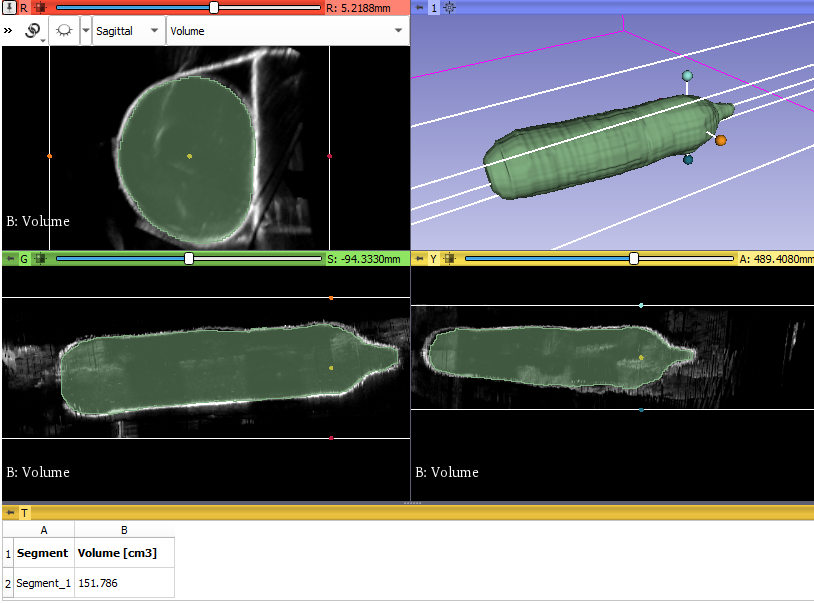 R R: 5.2188mm
1
» Sagittal Volume
B: Volume
G S: -94.3330mm
Y A: 489.4080mm
B: Volume
B: Volume
T
A B
1 Segment Volume [cm3]
2 Segment_1 151.786